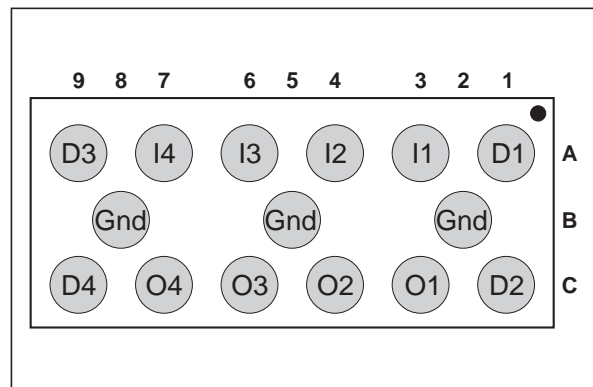 9 8 7 6 5 4 3 2 1
D3 I4 I3 I2 I1 D1 A
Gnd Gnd Gnd B
D4 O4 O3 O2 O1 D2 C